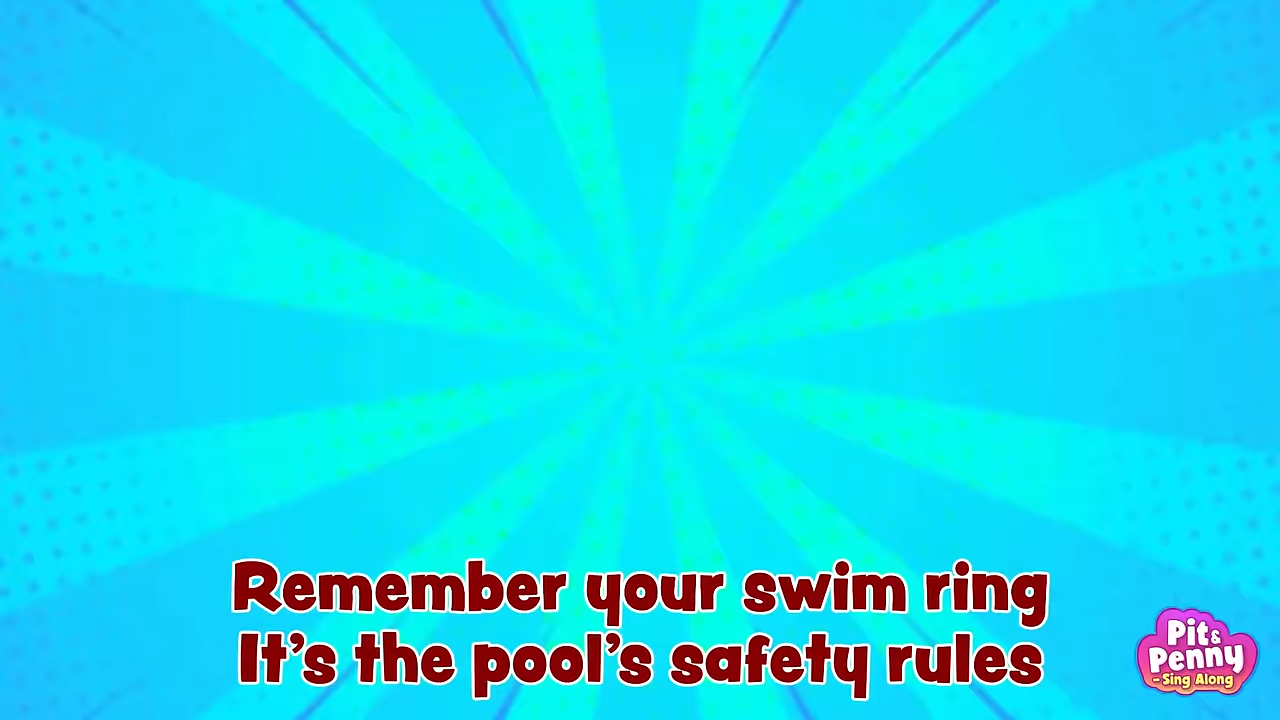 Remember your swim ring
It's the pool's safety rules
Pit &
Penny
- Sing Along